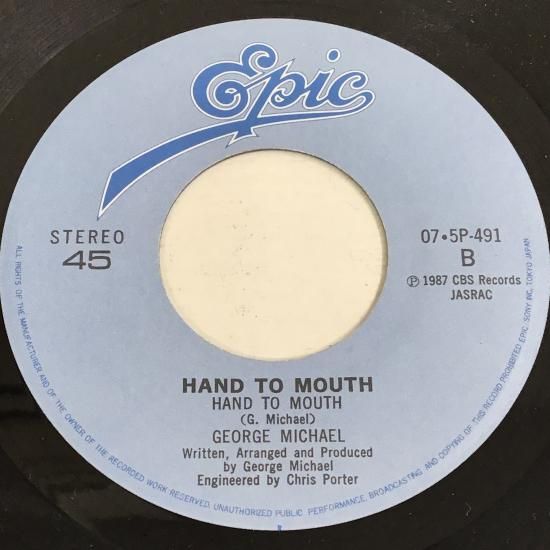 Epic
STEREO
45
07•5P-491
B
Ⓟ 1987 CBS Records
JASRAC
HAND TO MOUTH
HAND TO MOUTH
(G. Michael)
GEORGE MICHAEL
Written, Arranged and Produced
by George Michael
Engineered by Chris Porter
ALL RIGHTS OF THE MANUFACTURER AND OF THE OWNER OF THE RECORDED WORK RESERVED. UNAUTHORIZED PUBLIC PERFORMANCE, BROADCASTING AND COPYING OF THIS RECORD PROHIBITED EPIC/SONY INC. TOKYO JAPAN